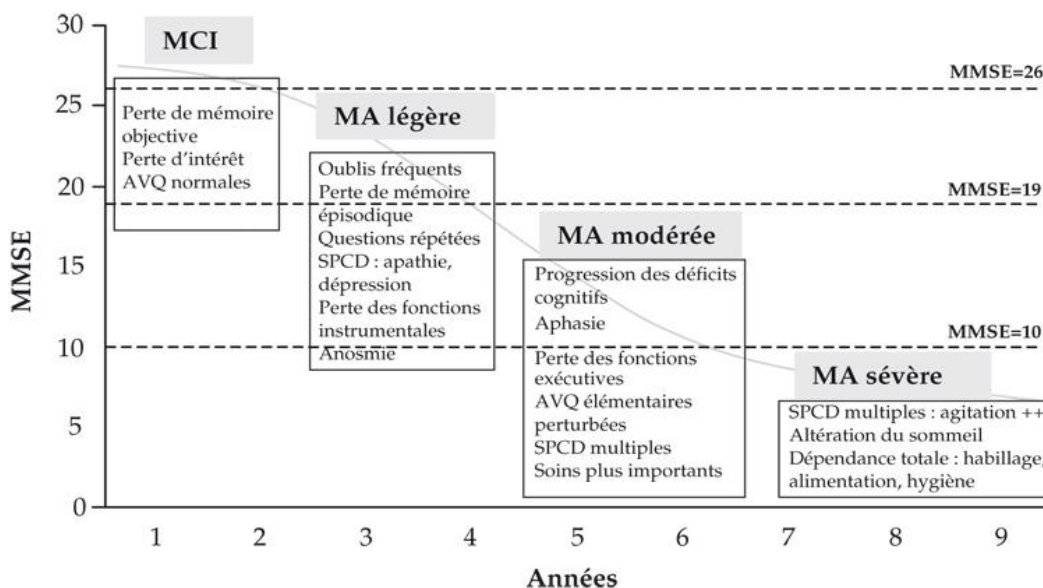 30
MCI
MMSE=26
25
Perte de mémoire
objective
Perte d'intérêt
AVQ normales
MA légère
20
MMSE=19
Oublis fréquents
Perte de mémoire
épisodique
Questions répétées
SPCD : apathie,
dépression
Perte des fonctions
instrumentales
Anosmie
MMSE
15
MA modérée
Progression des déficits
cognitifs
Aphasie
Perte des fonctions
exécutives
AVQ élémentaires
perturbées
SPCD multiples
Soins plus importants
10
MMSE=10
MA sévère
SPCD multiples : agitation ++
Altération du sommeil
Dépendance totale : habillage,
alimentation, hygiène
5
0
1 2 3 4 5 6 7 8 9
Années